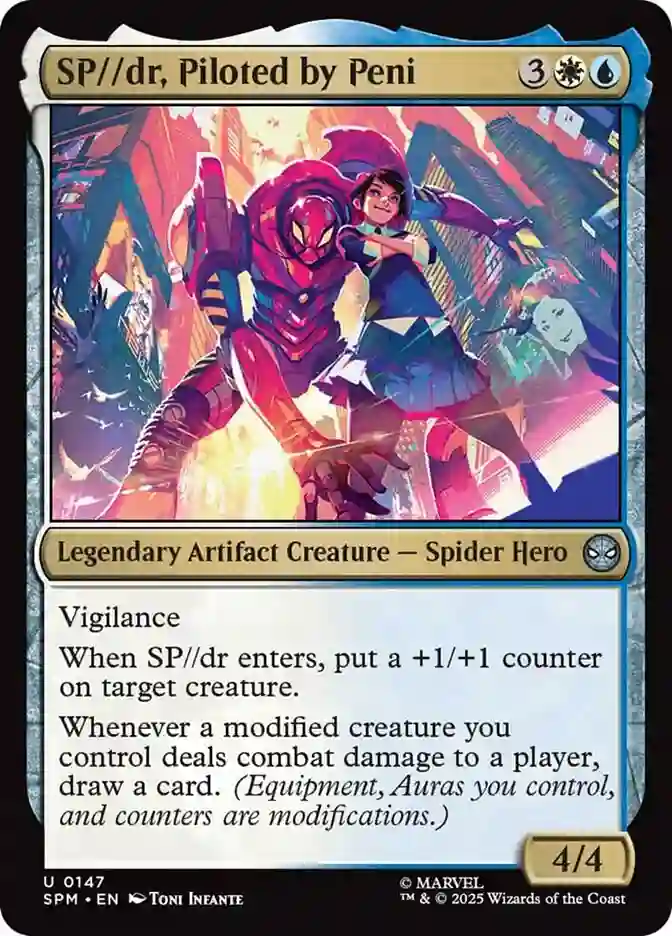 SP//dr, Piloted by Peni 3
Legendary Artifact Creature — Spider Hero
Vigilance
When SP//dr enters, put a +1/+1 counter
on target creature.
Whenever a modified creature you
control deals combat damage to a player,
draw a card. (Equipment, Auras you control,
and counters are modifications.)
4/4
U 0147
SPM • EN Toni Infante
© MARVEL
™ & © 2025 Wizards of the Coast